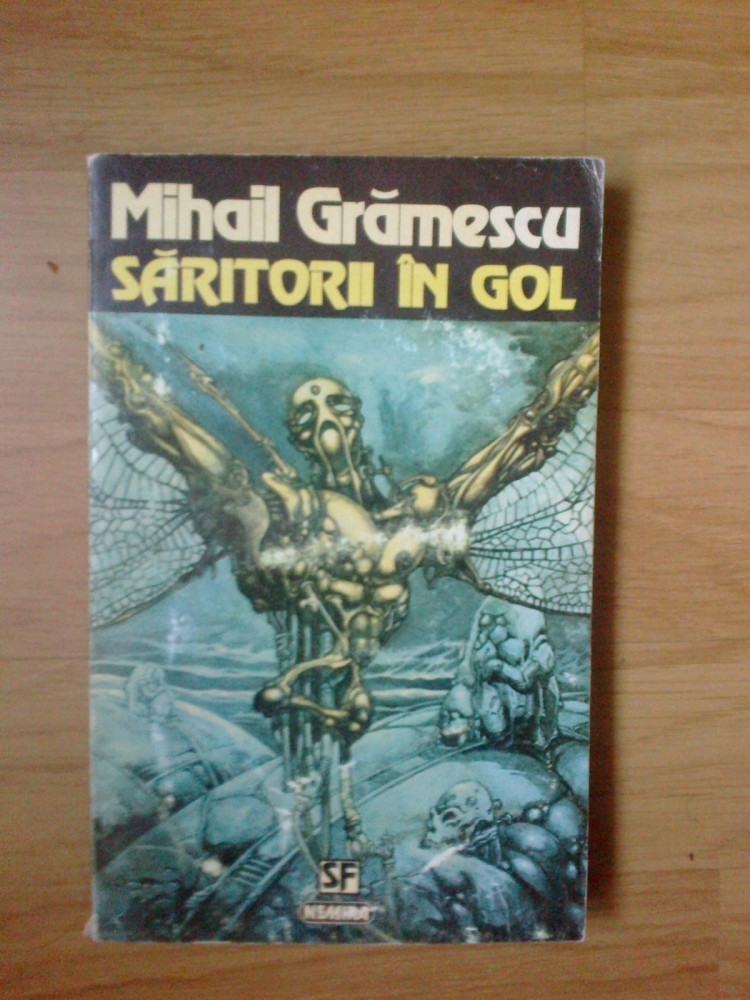 Mihail Grămescu
SĂRITORII ÎN GOL
SF
NEMIRA